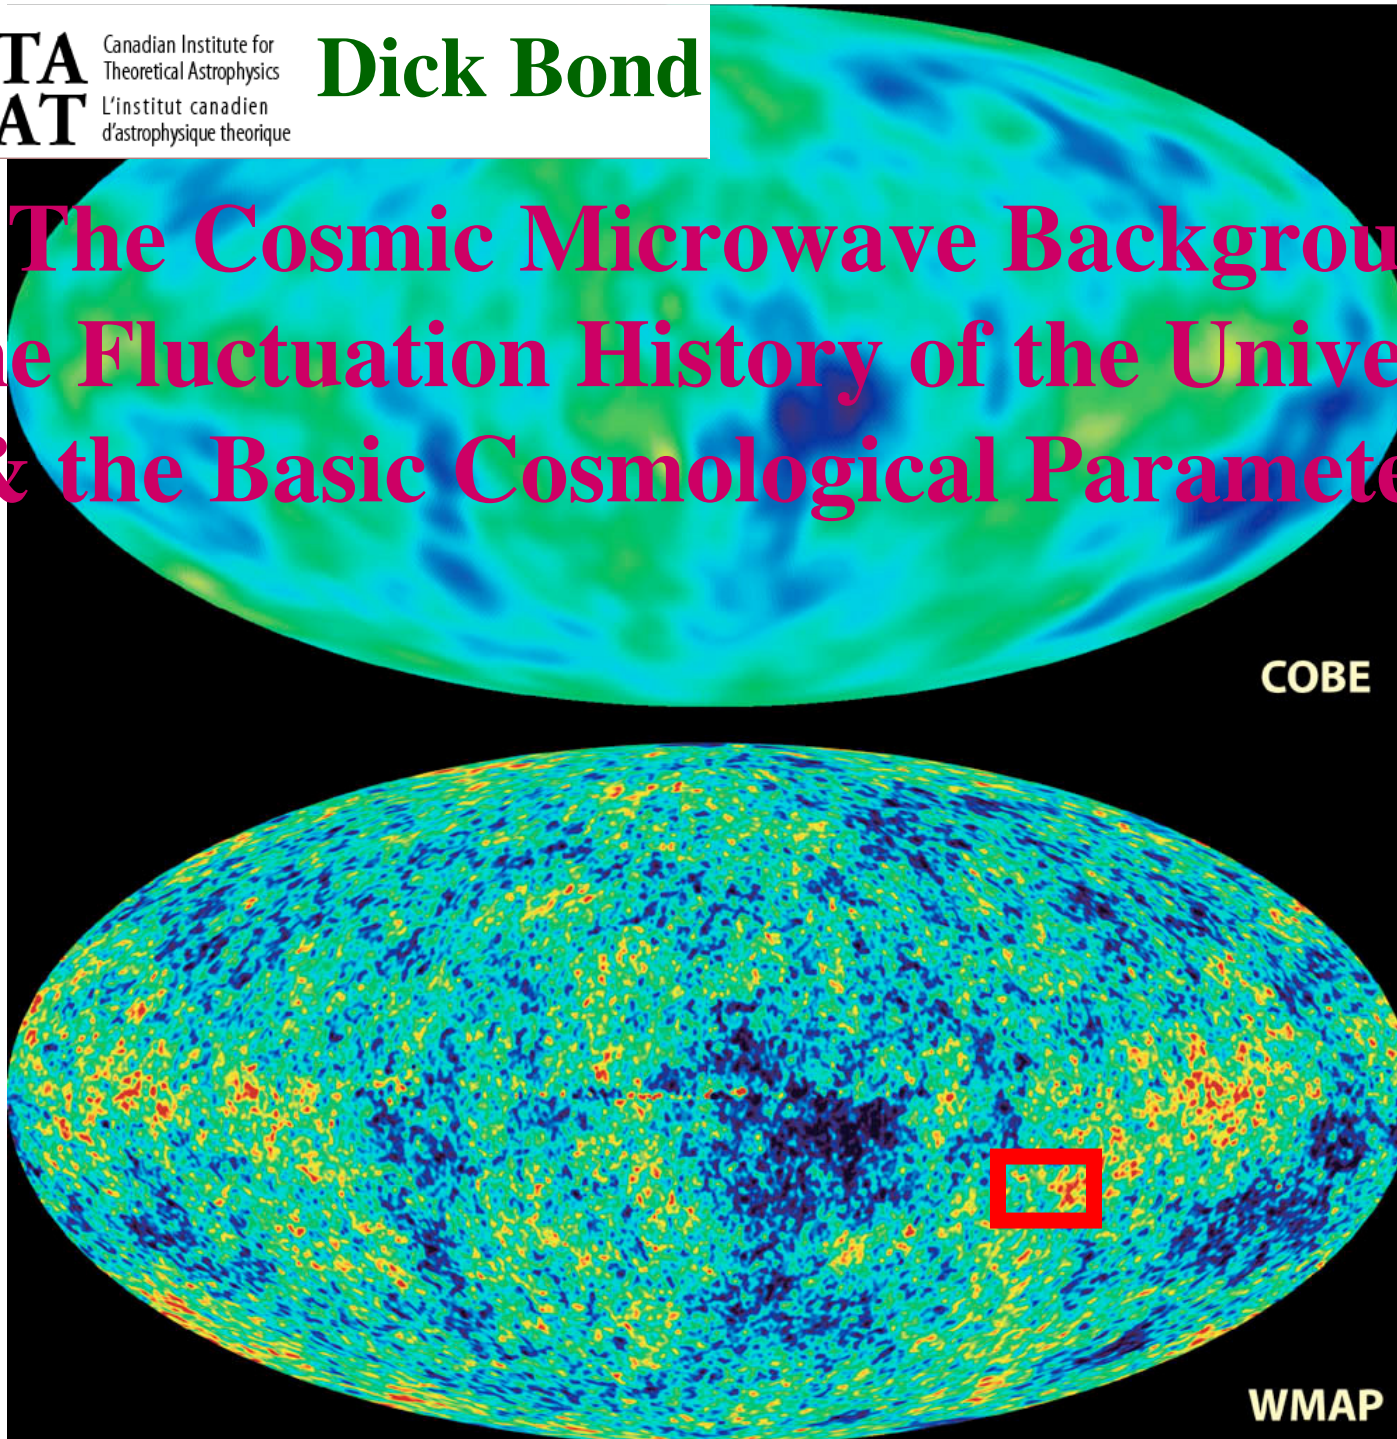 TA
AT
Canadian Institute for
Theoretical Astrophysics
L'institut canadien
d'astrophysique theorique
Dick Bond
The Cosmic Microwave Backgrou
e Fluctuation History of the Unive
& the Basic Cosmological Paramete
COBE
WMAP